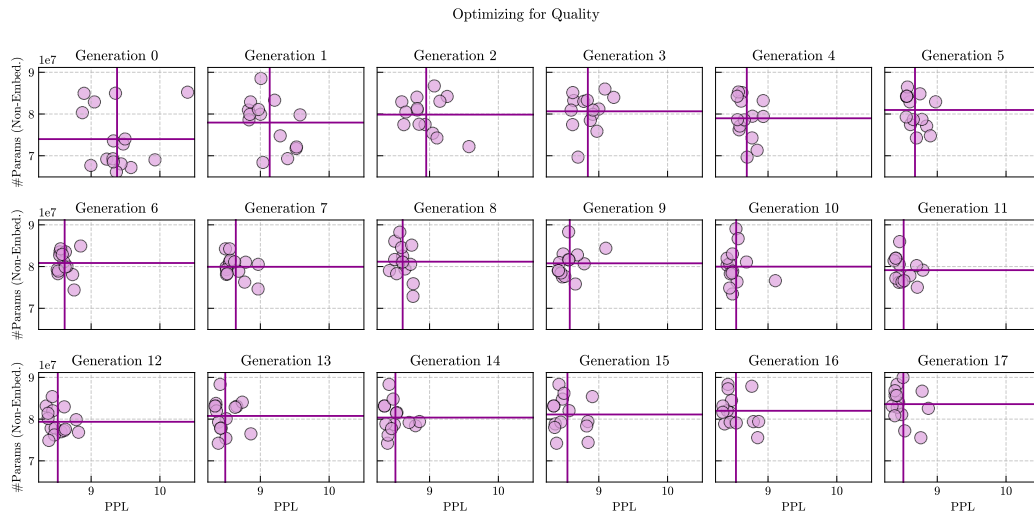 Optimizing for Quality
Generation 0
Generation 1
Generation 2
Generation 3
Generation 4
Generation 5
1e7
#Params (Non-Embed.)
9
8
7
Generation 6
Generation 7
Generation 8
Generation 9
Generation 10
Generation 11
1e7
#Params (Non-Embed.)
9
8
7
Generation 12
Generation 13
Generation 14
Generation 15
Generation 16
Generation 17
1e7
#Params (Non-Embed.)
9
8
7
9 10 9 10 9 10 9 10 9 10 9 10
PPL PPL PPL PPL PPL PPL